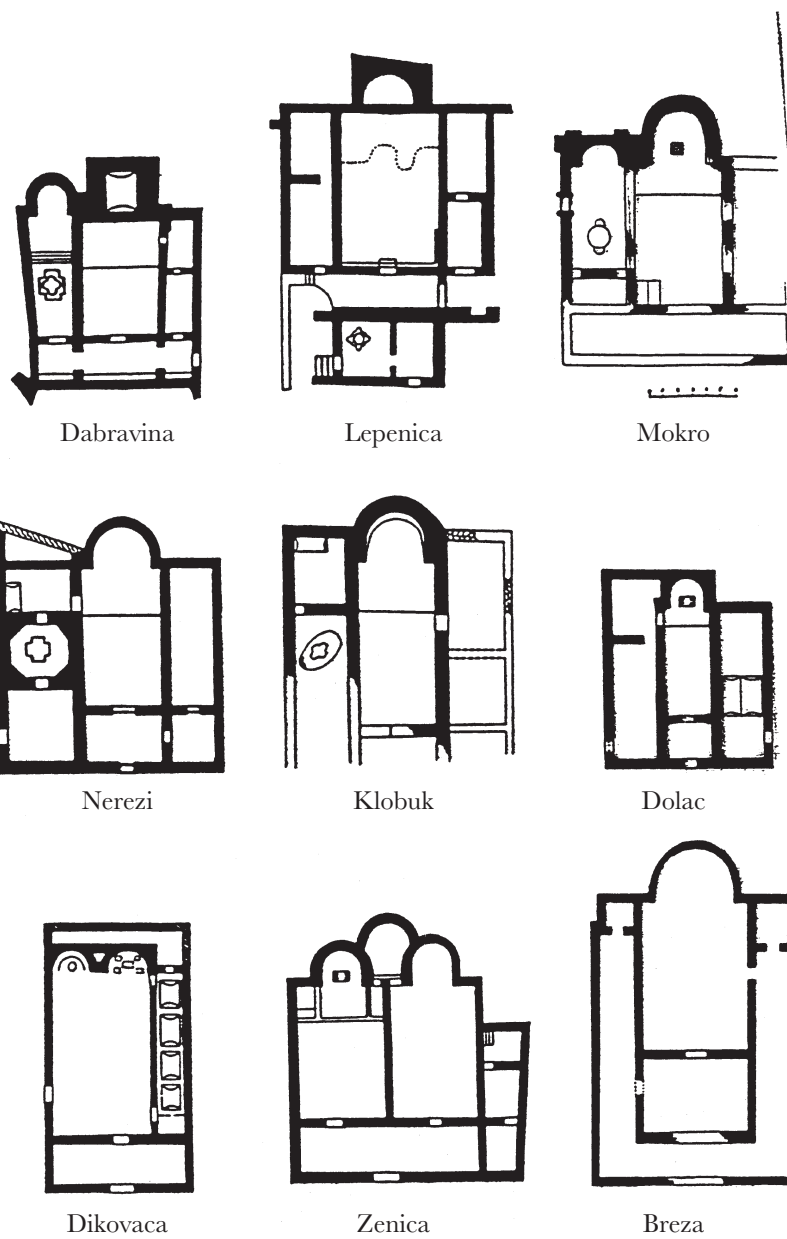 Dabravina
Lepenica
Mokro
Nerezi
Klobuk
Dolac
Dikovaca
Zenica
Breza